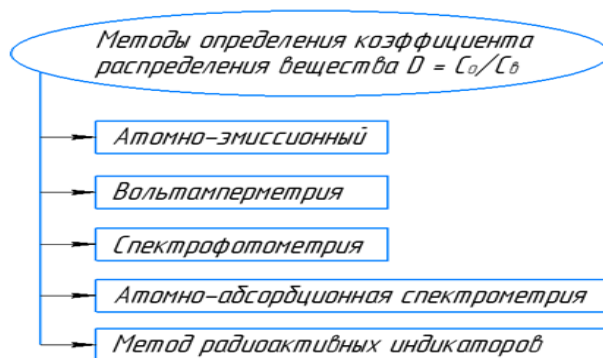 Методы определения коэффициента
распределения вещества D = Cо/Cв
Атомно-эмиссионный
Вольтамперметрия
Спектрофотометрия
Атомно-абсорбционная спектрометрия
Метод радиоактивных индикаторов